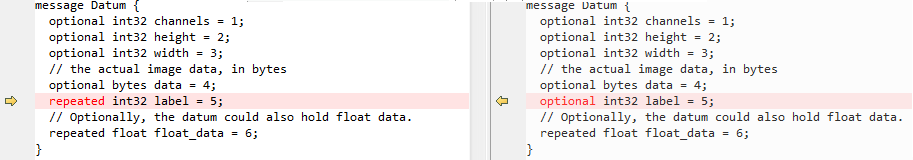 message Datum {
  optional int32 channels = 1;
  optional int32 height = 2;
  optional int32 width = 3;
  // the actual image data, in bytes
  optional bytes data = 4;
  repeated int32 label = 5;
  // Optionally, the datum could also hold float data.
  repeated float float_data = 6;
}
message Datum {
  optional int32 channels = 1;
  optional int32 height = 2;
  optional int32 width = 3;
  // the actual image data, in bytes
  optional bytes data = 4;
  optional int32 label = 5;
  // Optionally, the datum could also hold float data.
  repeated float float_data = 6;
}